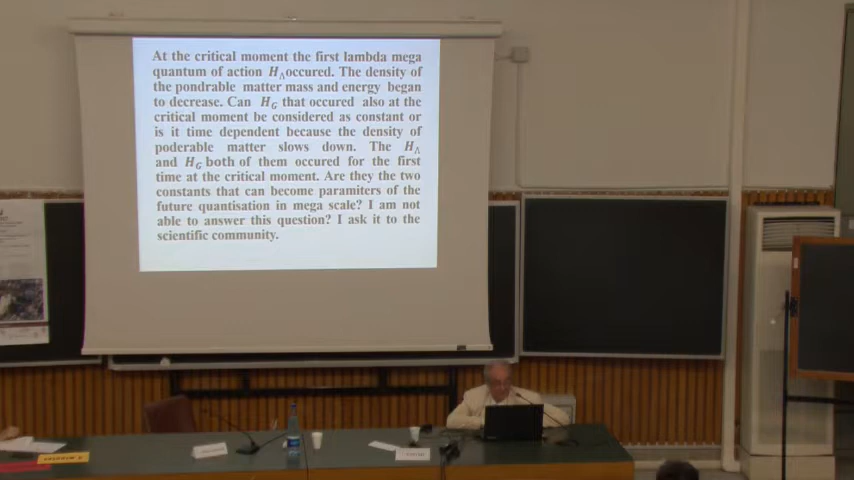 At the critical moment the first lambda mega
quantum of action H_Λ occured. The density of
the pondrable matter mass and energy began
to decrease. Can H_G that occured also at the
critical moment be considered as constant or
is it time dependent because the density of
poderable matter slows down. The H_Λ
and H_G both of them occured for the first
time at the critical moment. Are they the two
constants that can become paramiters of the
future quantisation in mega scale? I am not
able to answer this question? I ask it to the
scientific community.